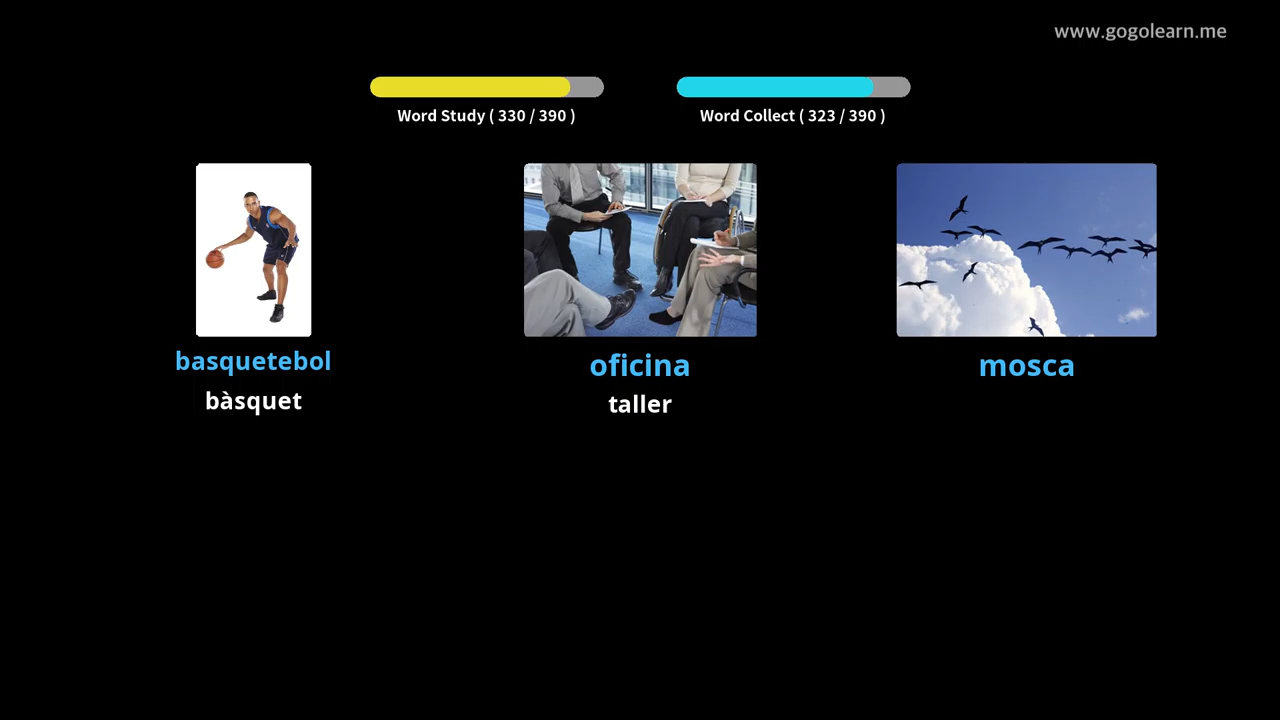 www.gogolearn.me
Word Study ( 330 / 390 )
Word Collect ( 323 / 390 )
basquetebol
bàsquet
oficina
taller
mosca